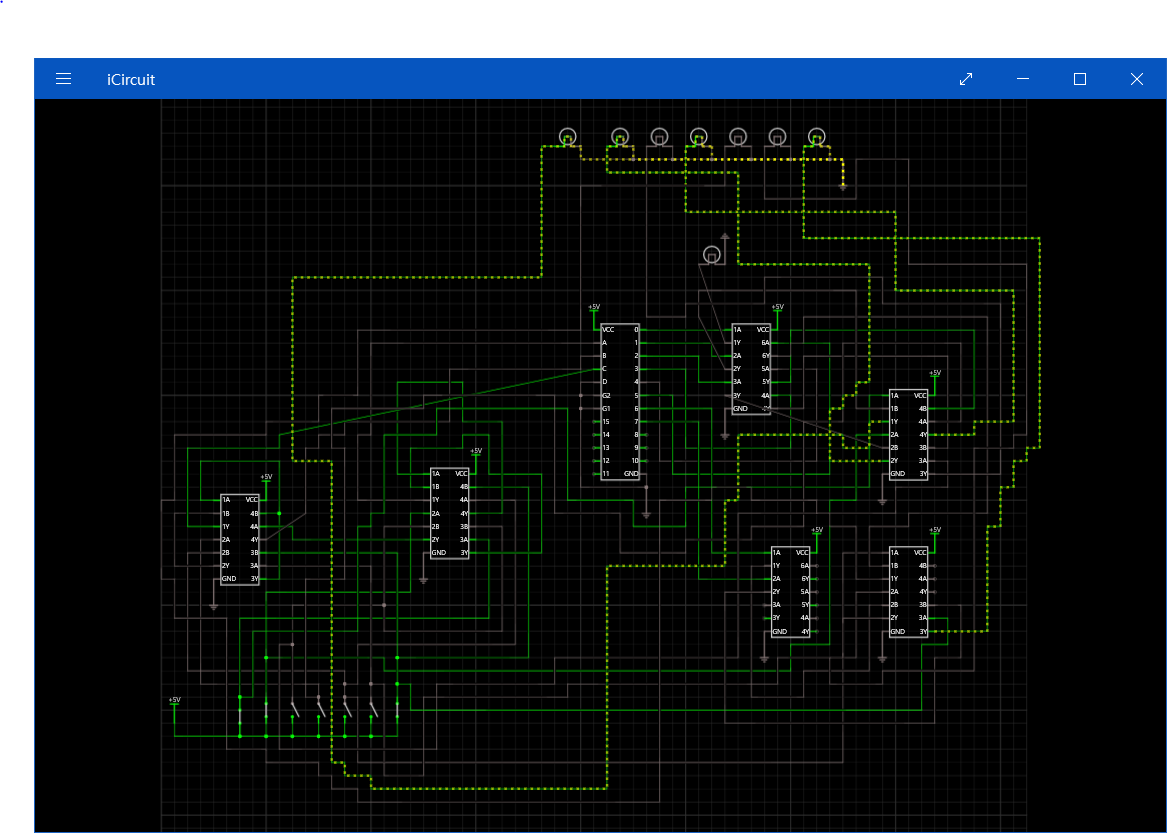 iCircuit
+5V
+5V
VCC 0
A 1
B 2
C 3
D 4
G2 5
G1 6
15 7
14 8
13 9
12 10
11 GND
1A VCC
1Y 6A
2A 6Y
2Y 5A
3A 5Y
3Y 4A
GND 4Y
+5V
1A VCC
1B 4B
1Y 4A
2A 4Y
2B 3B
2Y 3A
GND 3Y
+5V
1A VCC
1B 4B
1Y 4A
2A 4Y
2B 3B
2Y 3A
GND 3Y
+5V
1A VCC
1B 4B
1Y 4A
2A 4Y
2B 3B
2Y 3A
GND 3Y
+5V
1A VCC
1Y 6A
2A 6Y
2Y 5A
3A 5Y
3Y 4A
GND 4Y
+5V
1A VCC
1B 4B
1Y 4A
2A 4Y
2B 3B
2Y 3A
GND 3Y
+5V